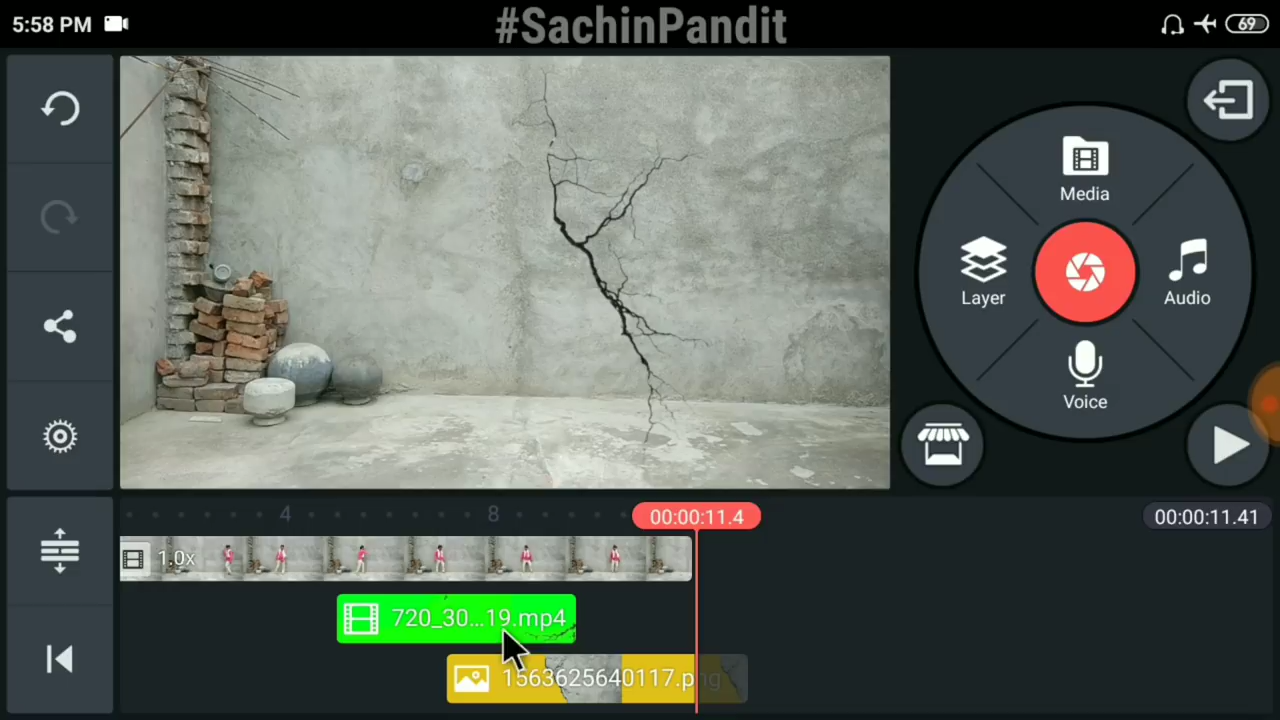 5:58 PM
#SachinPandit
69
Media
Layer
Audio
Voice
4
8
00:00:11.4
00:00:11.41
1.0x
720_30...19.mp4
1563625640117.png